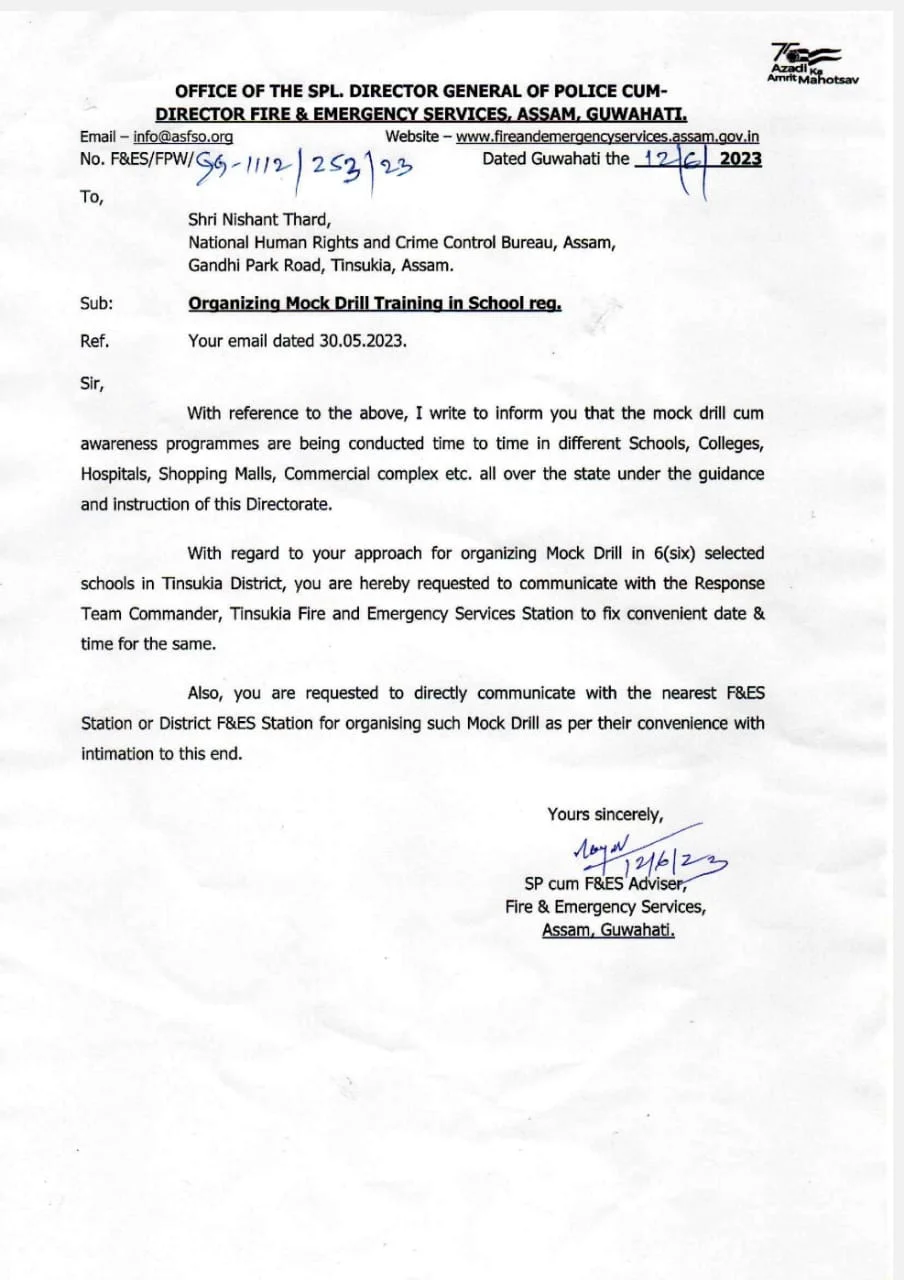 75
Azadi Ka
Amrit Mahotsav
OFFICE OF THE SPL. DIRECTOR GENERAL OF POLICE CUM-
DIRECTOR FIRE & EMERGENCY SERVICES, ASSAM, GUWAHATI.
Email – info@asfso.org Website – www.fireandemergencyservices.assam.gov.in
No. F&ES/FPW/ -1112/253/23 Dated Guwahati the 12/6/ 2023
To,
Shri Nishant Thard,
National Human Rights and Crime Control Bureau, Assam,
Gandhi Park Road, Tinsukia, Assam.
Sub: Organizing Mock Drill Training in School reg.
Ref. Your email dated 30.05.2023.
Sir,
With reference to the above, I write to inform you that the mock drill cum
awareness programmes are being conducted time to time in different Schools, Colleges,
Hospitals, Shopping Malls, Commercial complex etc. all over the state under the guidance
and instruction of this Directorate.
With regard to your approach for organizing Mock Drill in 6(six) selected
schools in Tinsukia District, you are hereby requested to communicate with the Response
Team Commander, Tinsukia Fire and Emergency Services Station to fix convenient date &
time for the same.
Also, you are requested to directly communicate with the nearest F&ES
Station or District F&ES Station for organising such Mock Drill as per their convenience with
intimation to this end.
Yours sincerely,
12/6/23
SP cum F&ES Adviser,
Fire & Emergency Services,
Assam, Guwahati.